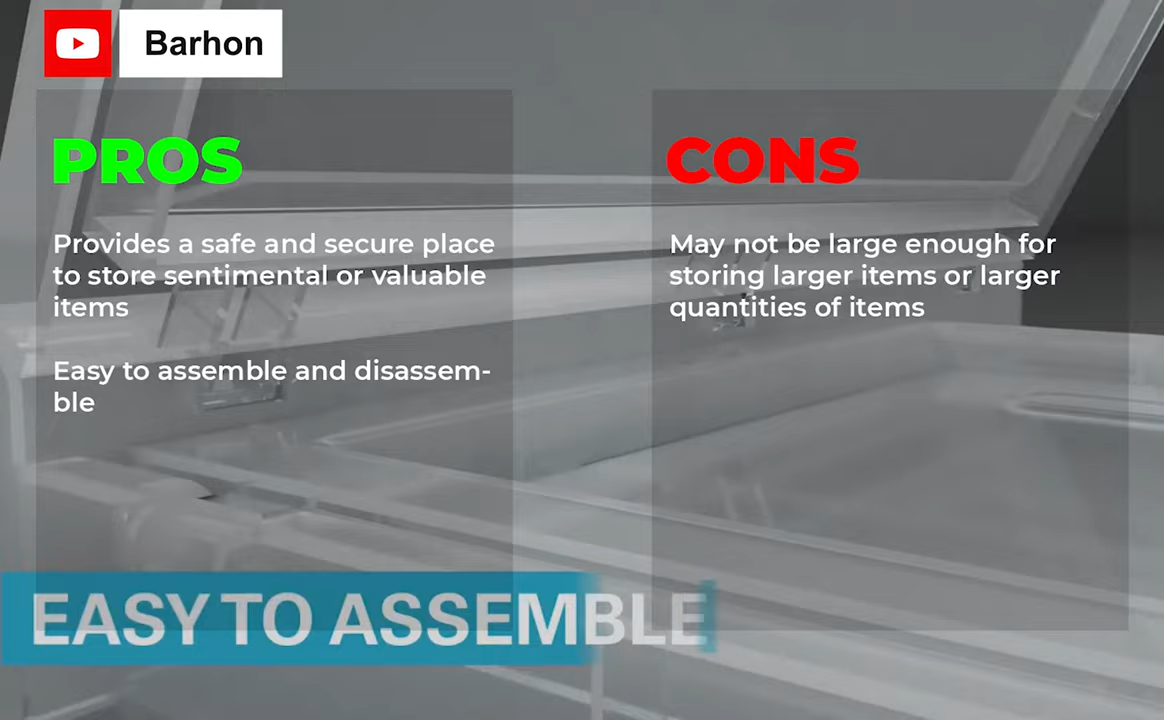 Barhon
PROS
Provides a safe and secure place
to store sentimental or valuable
items
Easy to assemble and disassem-
ble
CONS
May not be large enough for
storing larger items or larger
quantities of items
EASY TO ASSEMBLE